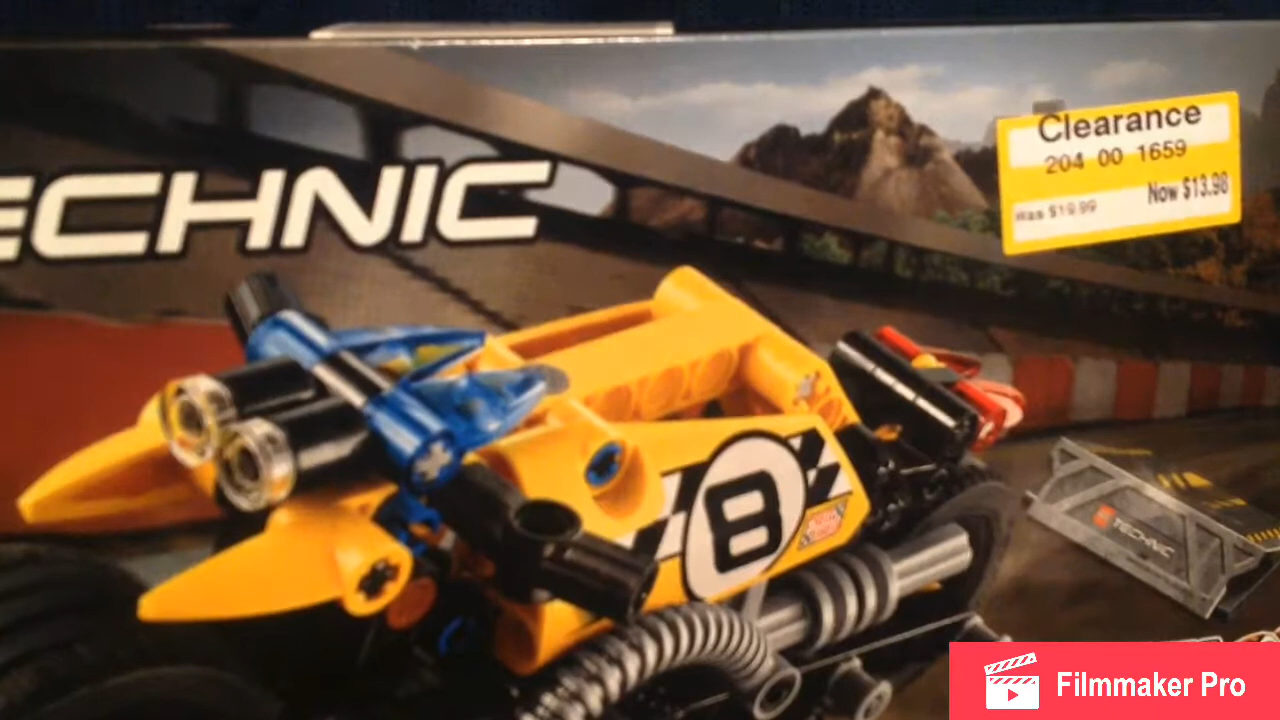 ECHNIC
Clearance
204 00 1659
Was $19.99
Now $13.98
8
TECHNIC
Filmmaker Pro